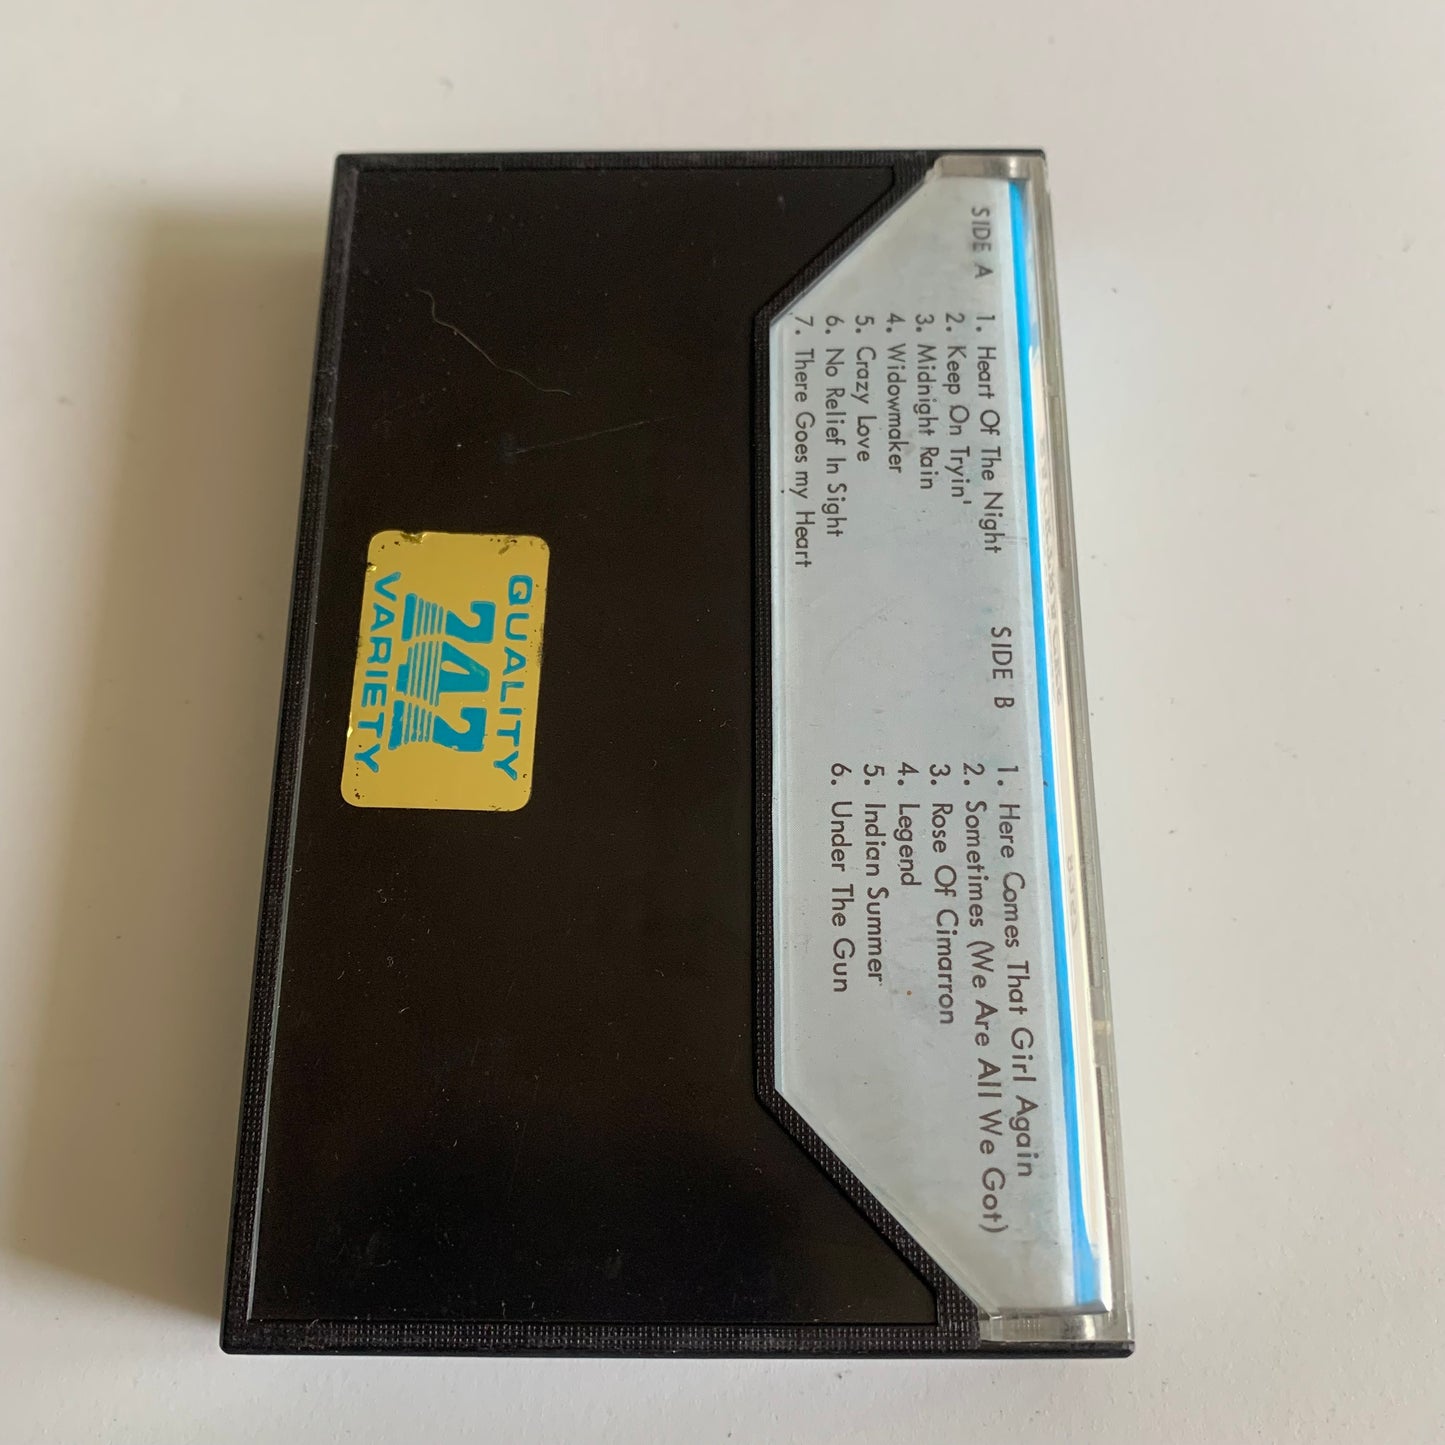 SIDE A
1. Heart Of The Night
2. Keep On Tryin'
3. Midnight Rain
4. Widowmaker
5. Crazy Love
6. No Relief In Sight
7. There Goes my Heart
SIDE B
1. Here Comes That Girl Again
2. Sometimes (We Are All We Got)
3. Rose Of Cimarron
4. Legend
5. Indian Summer
6. Under The Gun
QUALITY
747
VARIETY